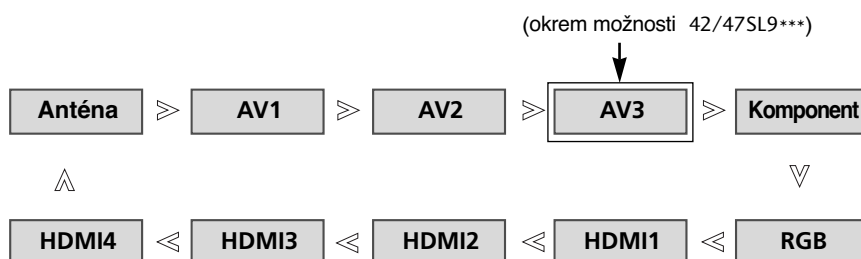 (okrem možnosti 42/47SL9***)
Anténa AV1 AV2 AV3 Komponent
HDMI4 HDMI3 HDMI2 HDMI1 RGB